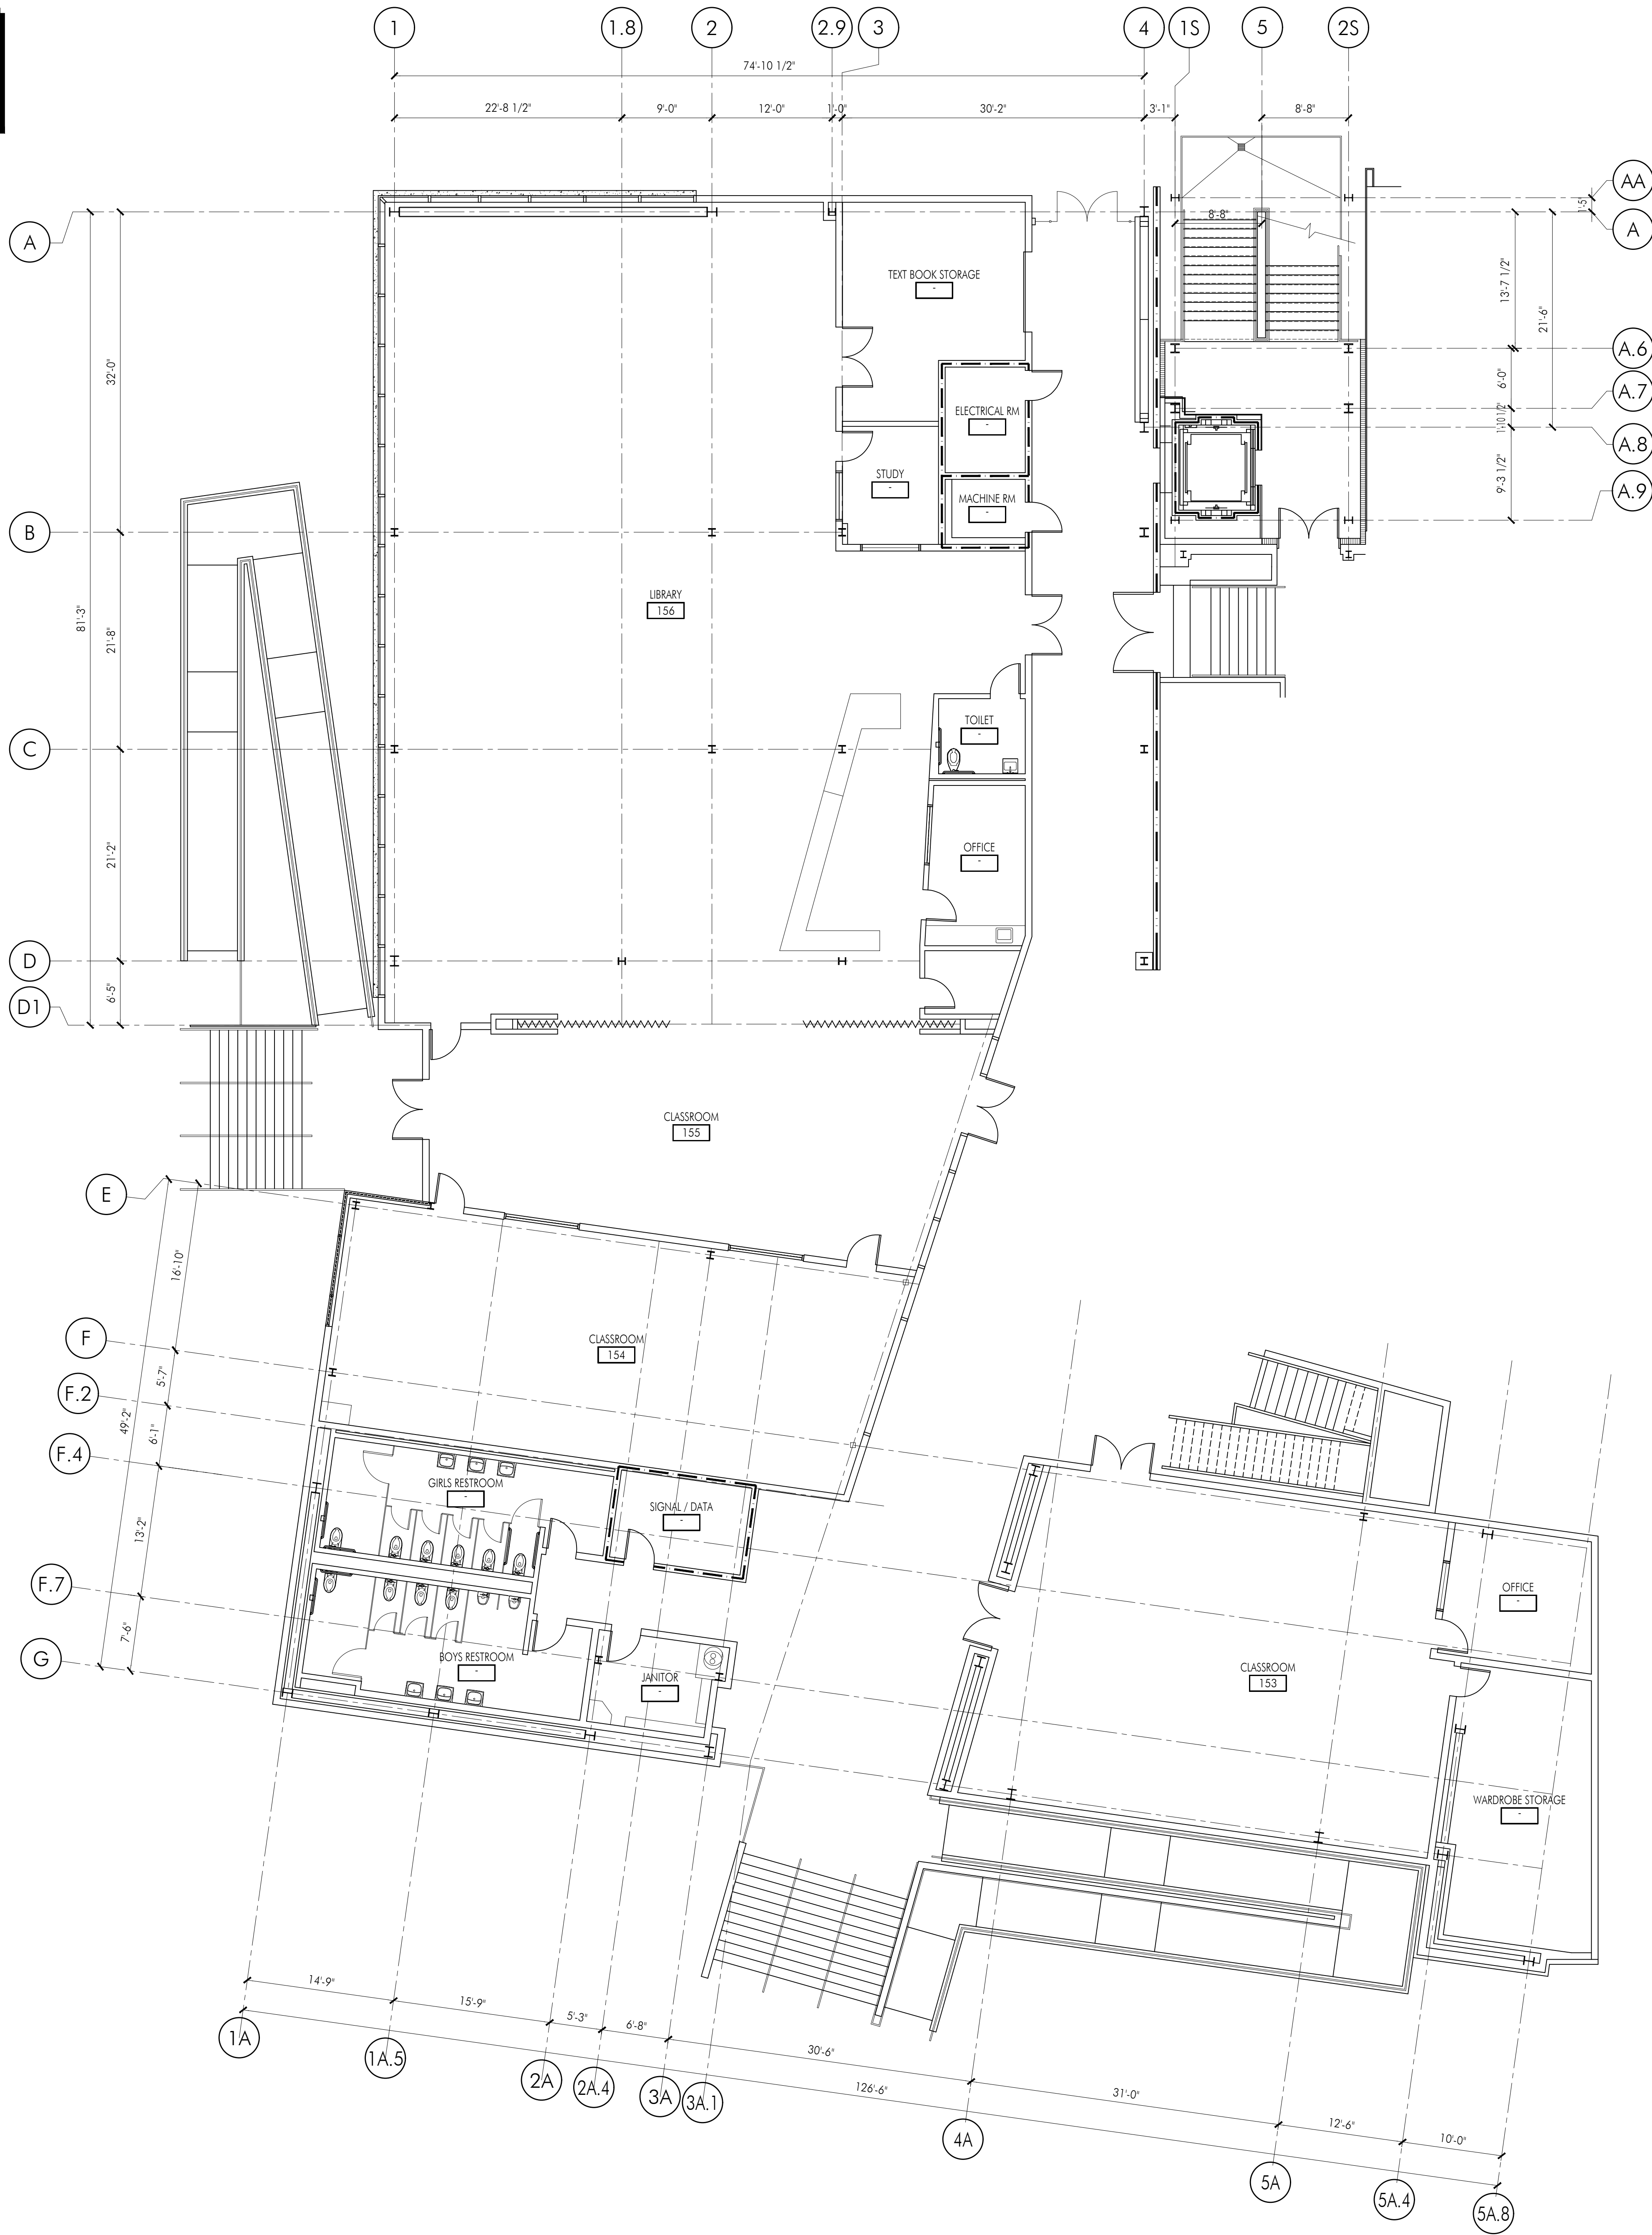 1 1.8 2 2.9 3 4 1S 5 2S
74'-10 1/2"
22'-8 1/2" 9'-0" 12'-0" 1'-0" 30'-2" 3'-1" 8'-8"
AA
1'-5"
A
A
8'-8"
13'-7 1/2"
21'-6"
TEXT BOOK STORAGE
-
A.6
32'-0"
6'-0"
A.7
ELECTRICAL RM
-
1'-10 1/2"
A.8
STUDY
-
9'-3 1/2"
A.9
MACHINE RM
-
B
LIBRARY
156
81'-3"
21'-8"
TOILET
-
C
OFFICE
-
21'-2"
D
6'-5"
D1
CLASSROOM
155
E
16'-10"
F
CLASSROOM
154
5'-7"
F.2
49'-2"
6'-1"
F.4
GIRLS RESTROOM
-
SIGNAL / DATA
-
13'-2"
F.7
OFFICE
-
7'-6"
G
BOYS RESTROOM
-
JANITOR
-
8
CLASSROOM
153
WARDROBE STORAGE
-
14'-9" 15'-9" 5'-3" 6'-8" 30'-6" 31'-0" 12'-6" 10'-0"
126'-6"
1A 1A.5 2A 2A.4 3A 3A.1 4A 5A 5A.4 5A.8